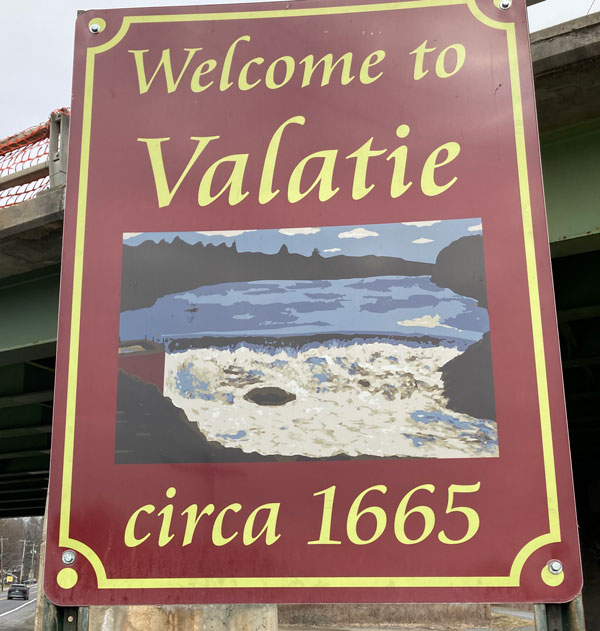 Welcome to
Valatie
circa 1665